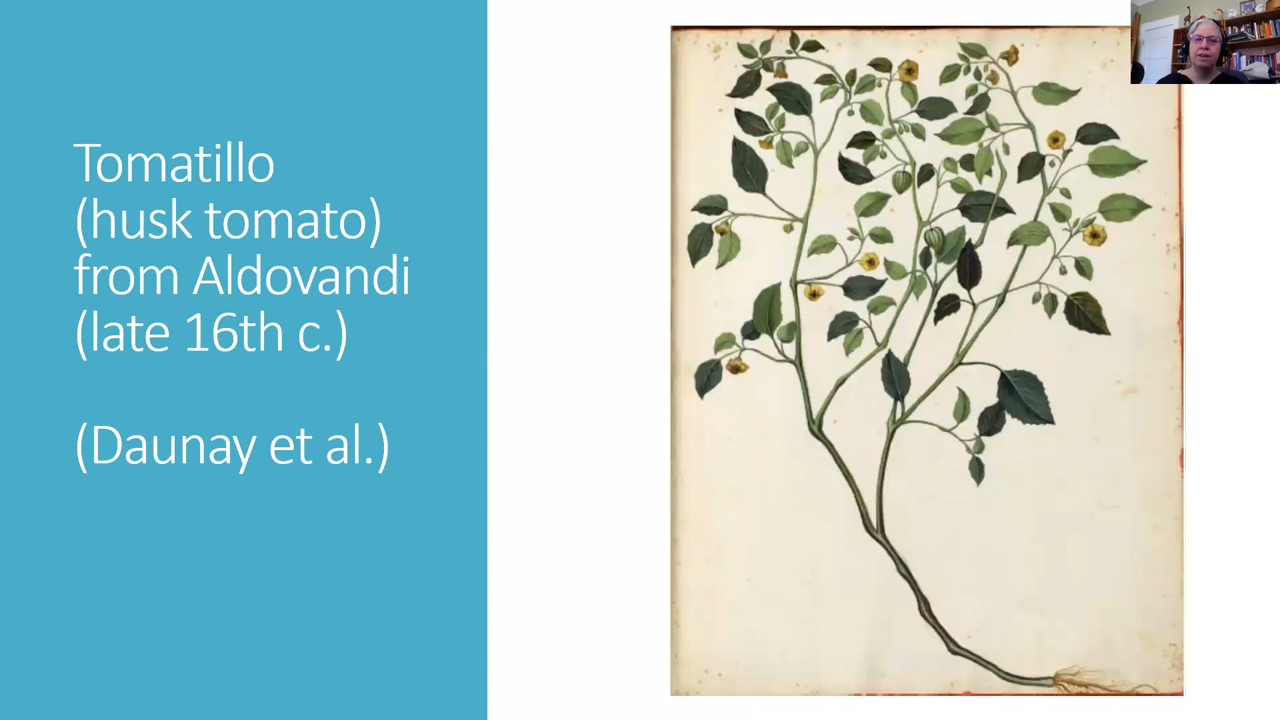 Tomatillo
(husk tomato)
from Aldovandi
(late 16th c.)
(Daunay et al.)